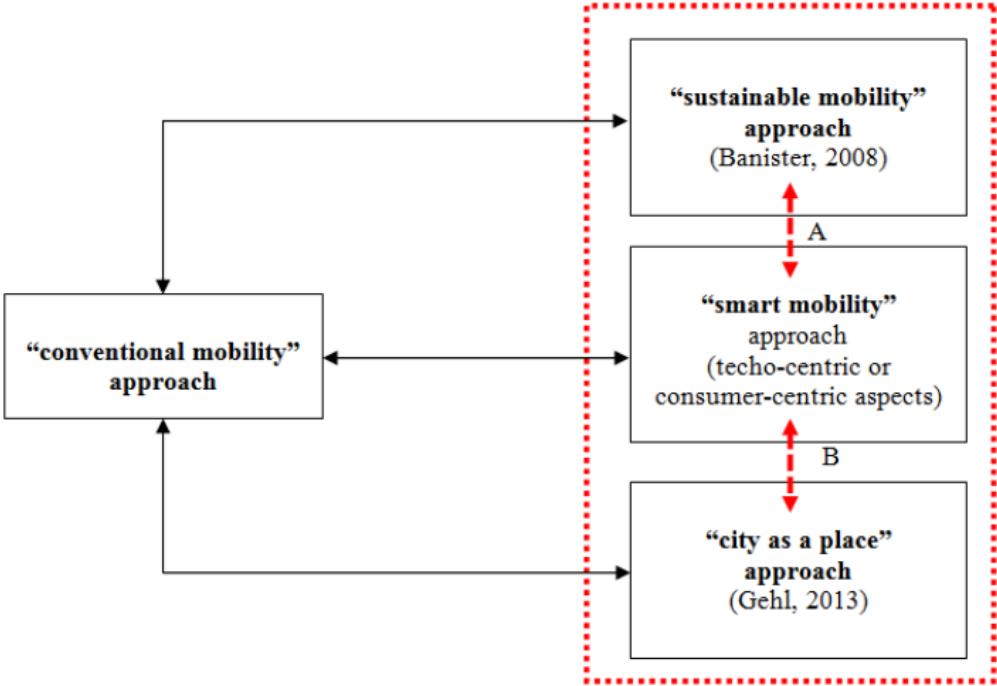 “sustainable mobility”
approach
(Banister, 2008)
A
“smart mobility”
approach
(techo-centric or
consumer-centric aspects)
“conventional mobility”
approach
B
“city as a place”
approach
(Gehl, 2013)